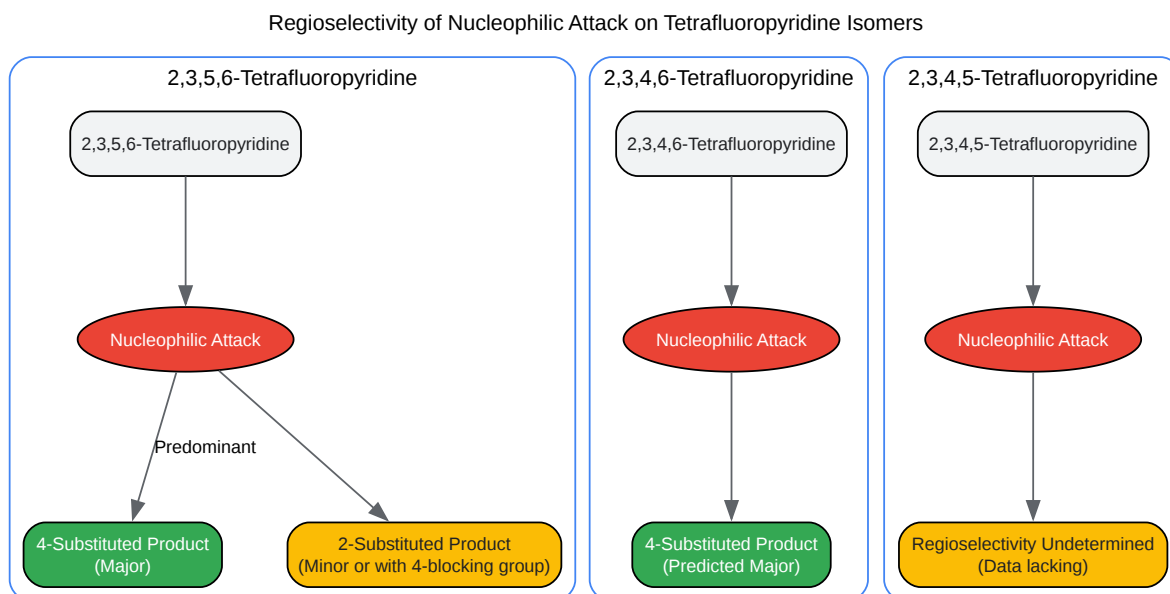 Regioselectivity of Nucleophilic Attack on Tetrafluoropyridine Isomers
2,3,5,6-Tetrafluoropyridine
2,3,5,6-Tetrafluoropyridine
Nucleophilic Attack
Predominant
4-Substituted Product
(Major)
2-Substituted Product
(Minor or with 4-blocking group)
2,3,4,6-Tetrafluoropyridine
2,3,4,6-Tetrafluoropyridine
Nucleophilic Attack
4-Substituted Product
(Predicted Major)
2,3,4,5-Tetrafluoropyridine
2,3,4,5-Tetrafluoropyridine
Nucleophilic Attack
Regioselectivity Undetermined
(Data lacking)